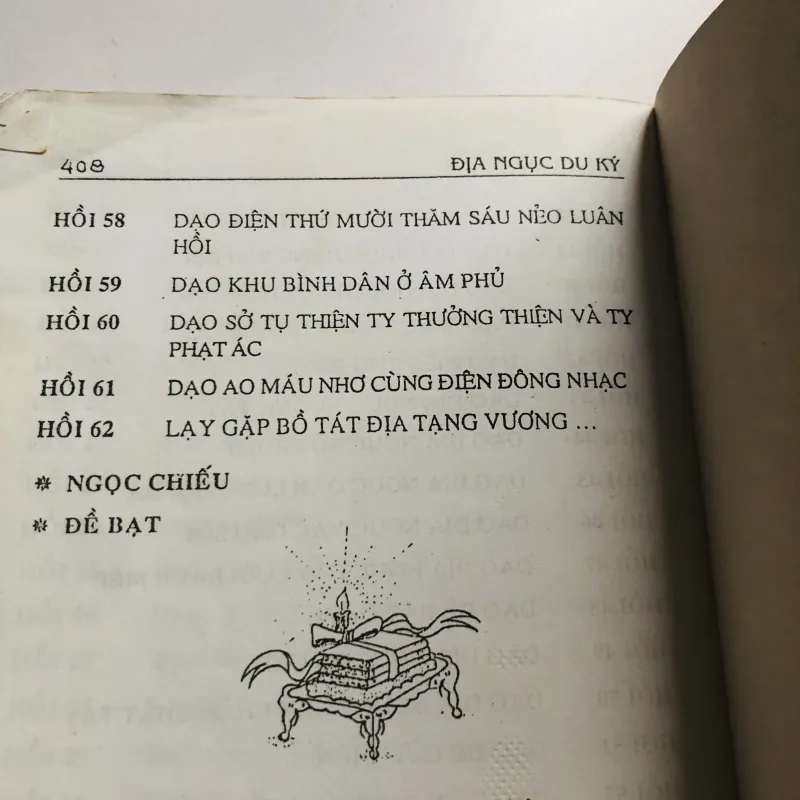 408 ĐỊA NGỤC DU KÝ
HỒI 58 DẠO ĐIỆN THỨ MƯỜI THĂM SÁU NẺO LUÂN
HỒI
HỒI 59 DẠO KHU BÌNH DÂN Ở ÂM PHỦ
HỒI 60 DẠO SỞ TỤ THIỆN TY THƯỞNG THIỆN VÀ TY
PHẠT ÁC
HỒI 61 DẠO AO MÁU NHƠ CÙNG ĐIỆN ĐÔNG NHẠC
HỒI 62 LẠY GẶP BỒ TÁT ĐỊA TẠNG VƯƠNG ...
* NGỌC CHIẾU
* ĐỀ BẠT